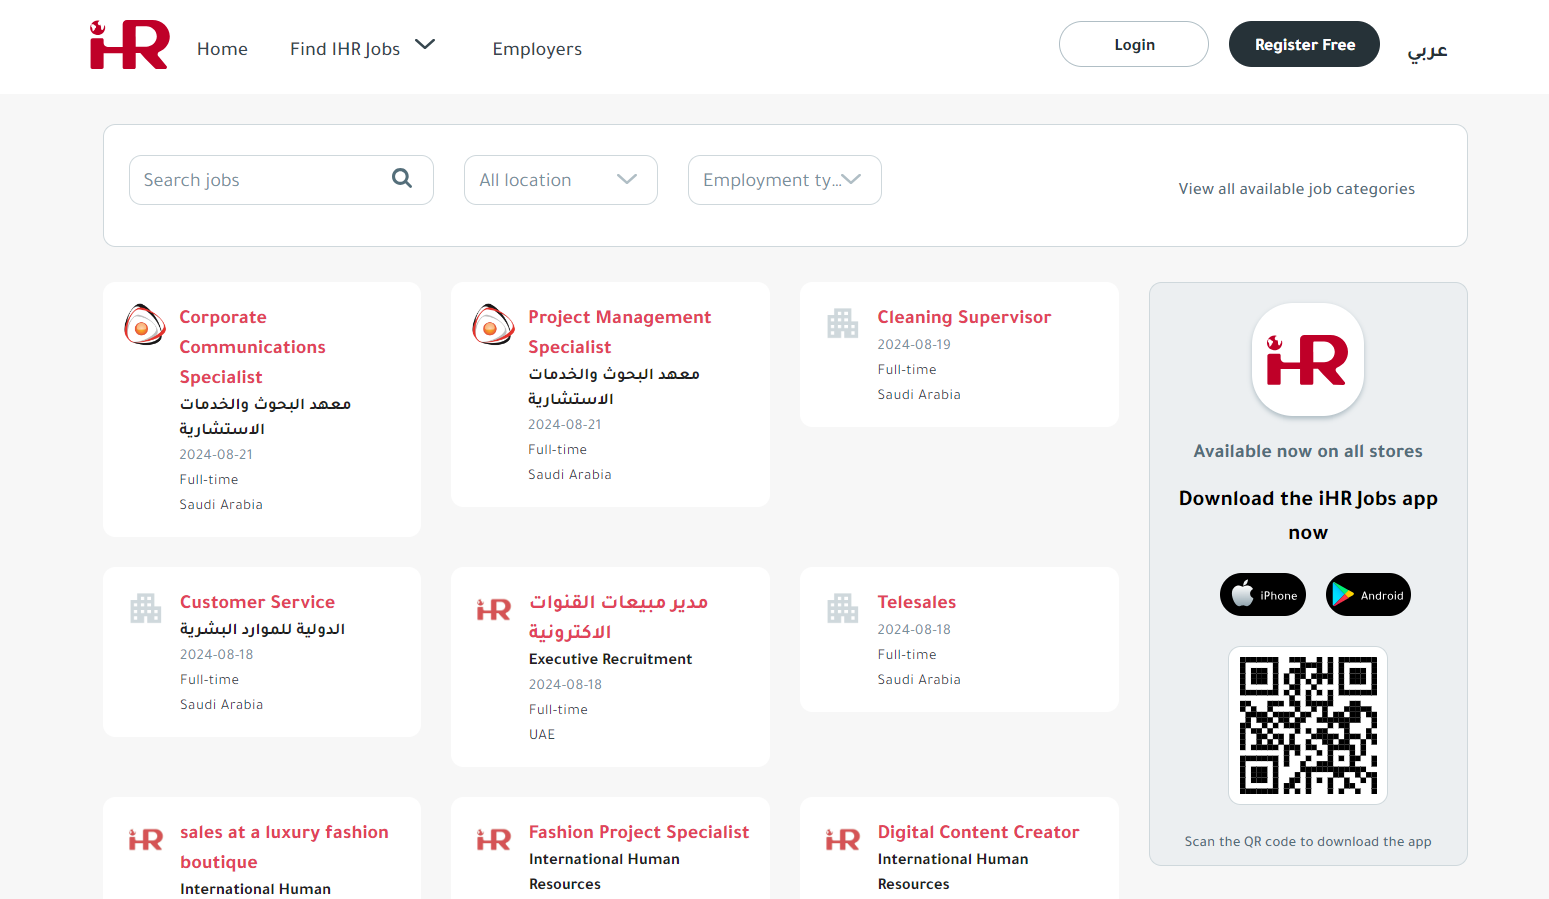 iHR
Home
Find IHR Jobs
Employers
Login
Register Free
عربي
Search jobs
All location
Employment ty...
View all available job categories
Corporate
Communications
Specialist
معهد البحوث والخدمات
الاستشارية
2024-08-21
Full-time
Saudi Arabia
Project Management
Specialist
معهد البحوث والخدمات
الاستشارية
2024-08-21
Full-time
Saudi Arabia
Cleaning Supervisor
2024-08-19
Full-time
Saudi Arabia
Customer Service
الدولية للموارد البشرية
2024-08-18
Full-time
Saudi Arabia
iHR
مدير مبيعات القنوات
الاكترونية
Executive Recruitment
2024-08-18
Full-time
UAE
Telesales
2024-08-18
Full-time
Saudi Arabia
iHR
sales at a luxury fashion
boutique
International Human
iHR
Fashion Project Specialist
International Human
Resources
iHR
Digital Content Creator
International Human
Resources
iHR
Available now on all stores
Download the iHR Jobs app
now
iPhone
Android
Scan the QR code to download the app